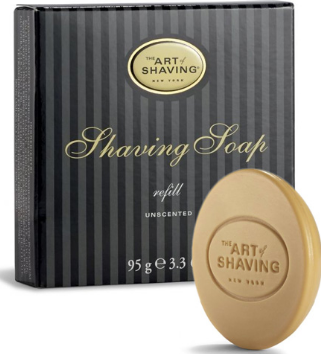 THE
ART of
SHAVING®
NEW YORK
Shaving Soap
refill
UNSCENTED
95 g ℮ 3.3
THE
ART of
SHAVING
NEW YORK